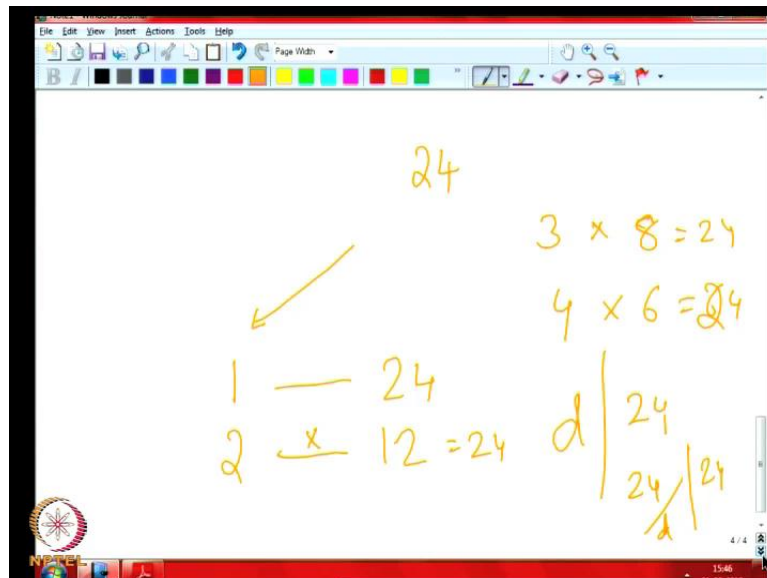 File Edit View Insert Actions Tools Help
Page Width
B I
24
3 × 8 = 24
4 × 6 = 24
1 — 24
2 × 12 = 24
d | 24
24/d | 24
NPTEL
4 / 4
15:46